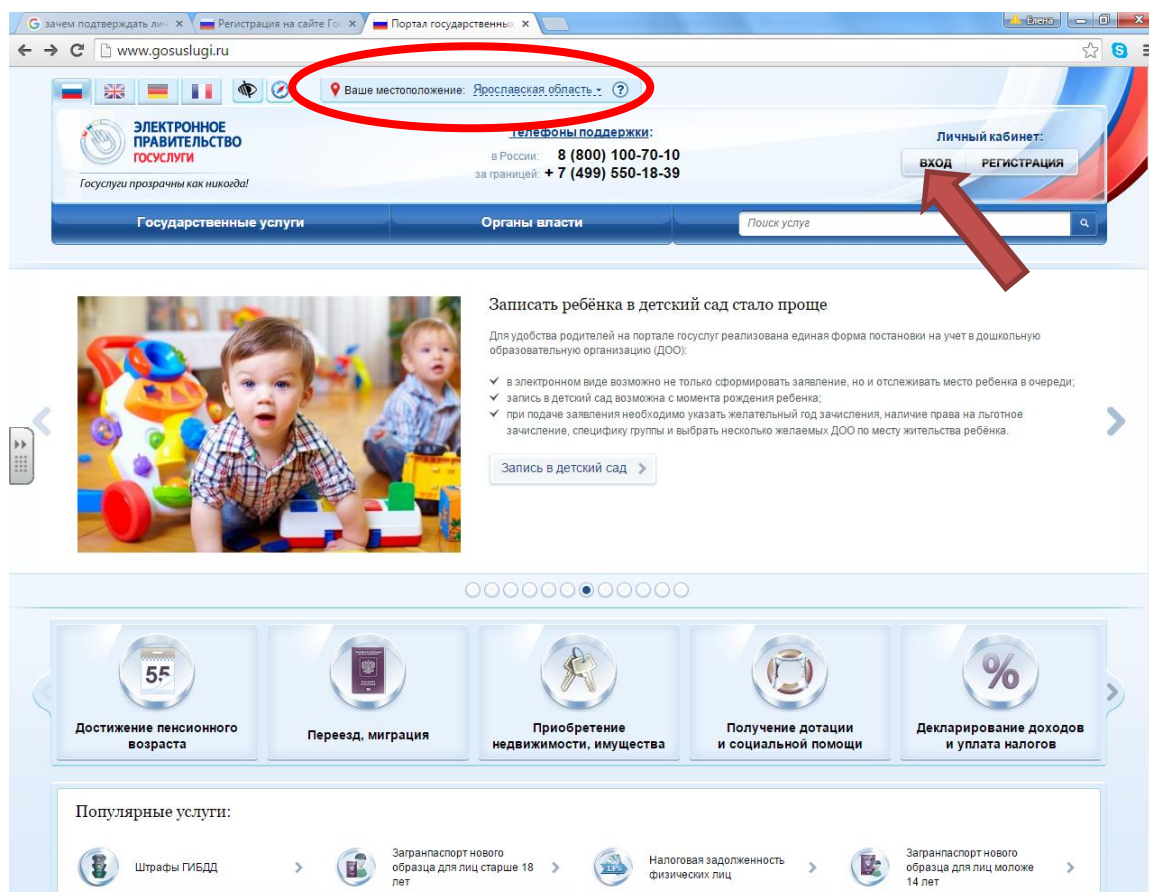 зачем подтверждать лич
Регистрация на сайте Гос
Портал государственных
Елена
www.gosuslugi.ru
Ваше местоположение: Ярославская область
?
ЭЛЕКТРОННОЕ
ПРАВИТЕЛЬСТВО
ГОСУСЛУГИ
Госуслуги прозрачны как никогда!
Телефоны поддержки:
в России: 8 (800) 100-70-10
за границей: + 7 (499) 550-18-39
Личный кабинет:
ВХОД РЕГИСТРАЦИЯ
Государственные услуги
Органы власти
Поиск услуг
Записать ребёнка в детский сад стало проще
Для удобства родителей на портале госуслуг реализована единая форма постановки на учет в дошкольную
образовательную организацию (ДОО):
в электронном виде возможно не только сформировать заявление, но и отслеживать место ребенка в очереди;
запись в детский сад возможна с момента рождения ребенка;
при подаче заявления необходимо указать желательный год зачисления, наличие права на льготное
зачисление, специфику группы и выбрать несколько желаемых ДОО по месту жительства ребёнка.
Запись в детский сад
55
%
Достижение пенсионного
возраста
Переезд, миграция
Приобретение
недвижимости, имущества
Получение дотации
и социальной помощи
Декларирование доходов
и уплата налогов
Популярные услуги:
Штрафы ГИБДД
Загранпаспорт нового
образца для лиц старше 18
лет
Налоговая задолженность
физических лиц
Загранпаспорт нового
образца для лиц моложе
14 лет